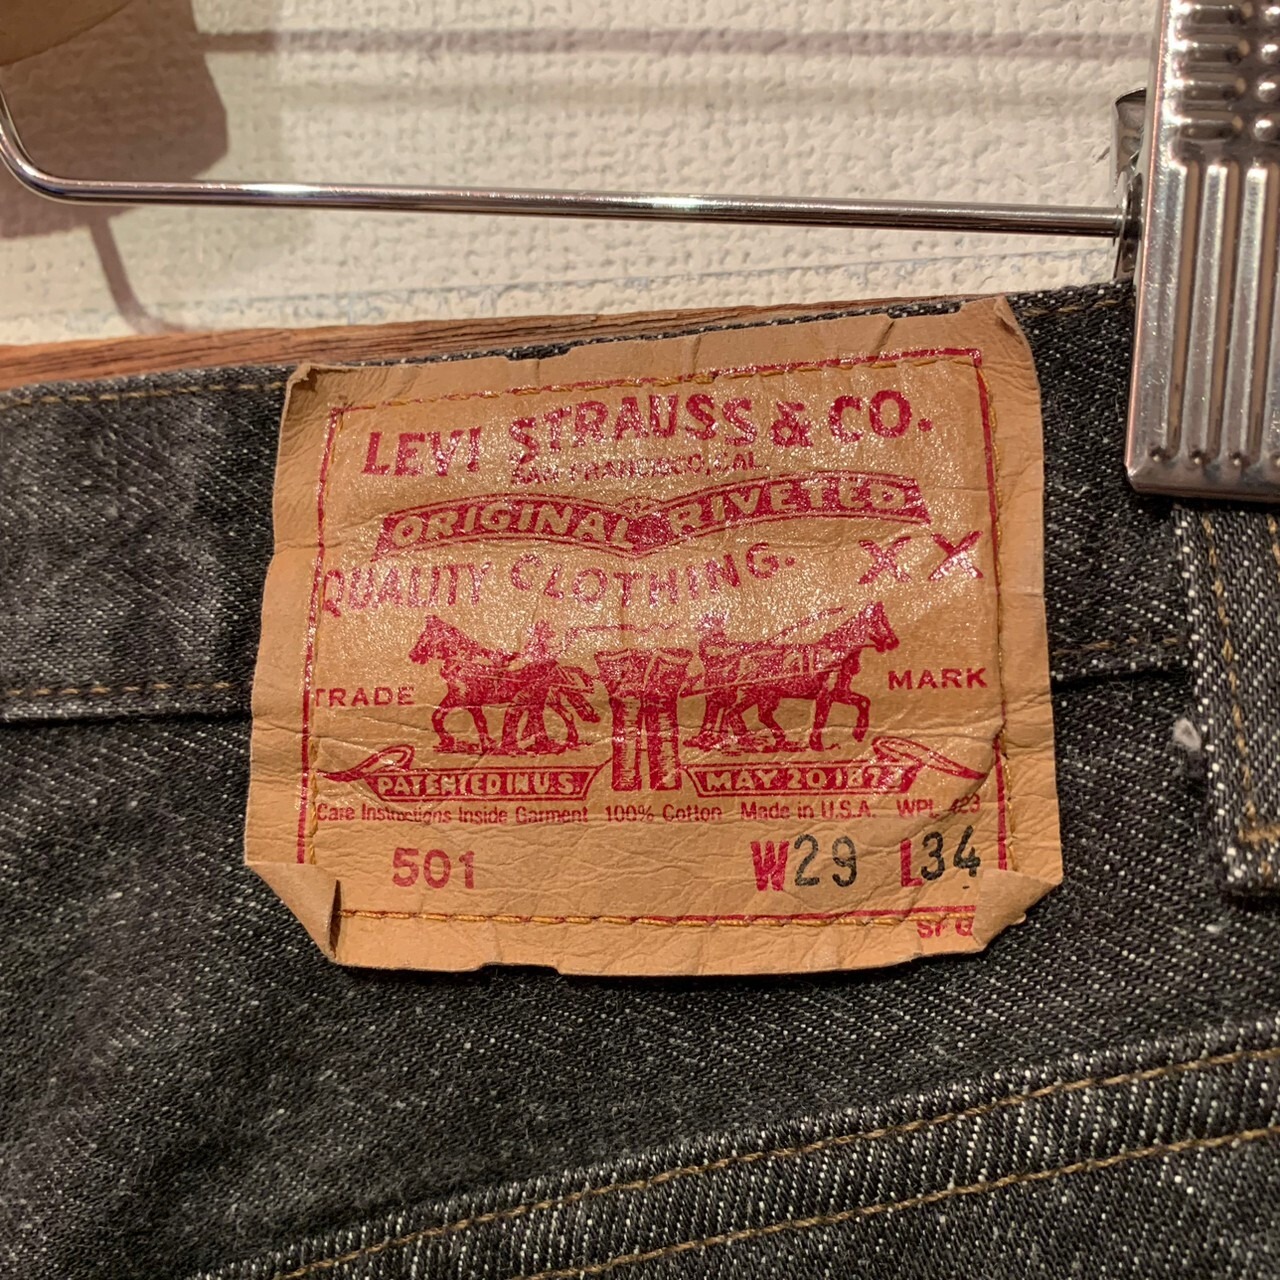 LEVI STRAUSS & CO.
SAN FRANCISCO, CAL.
ORIGINAL RIVETED
QUALITY CLOTHING. XX
TRADE MARK
PATENTED IN U.S. MAY 20 1873
Care Instructions Inside Garment 100% Cotton Made in U.S.A. WPL 423
501 W29 L34
SF G